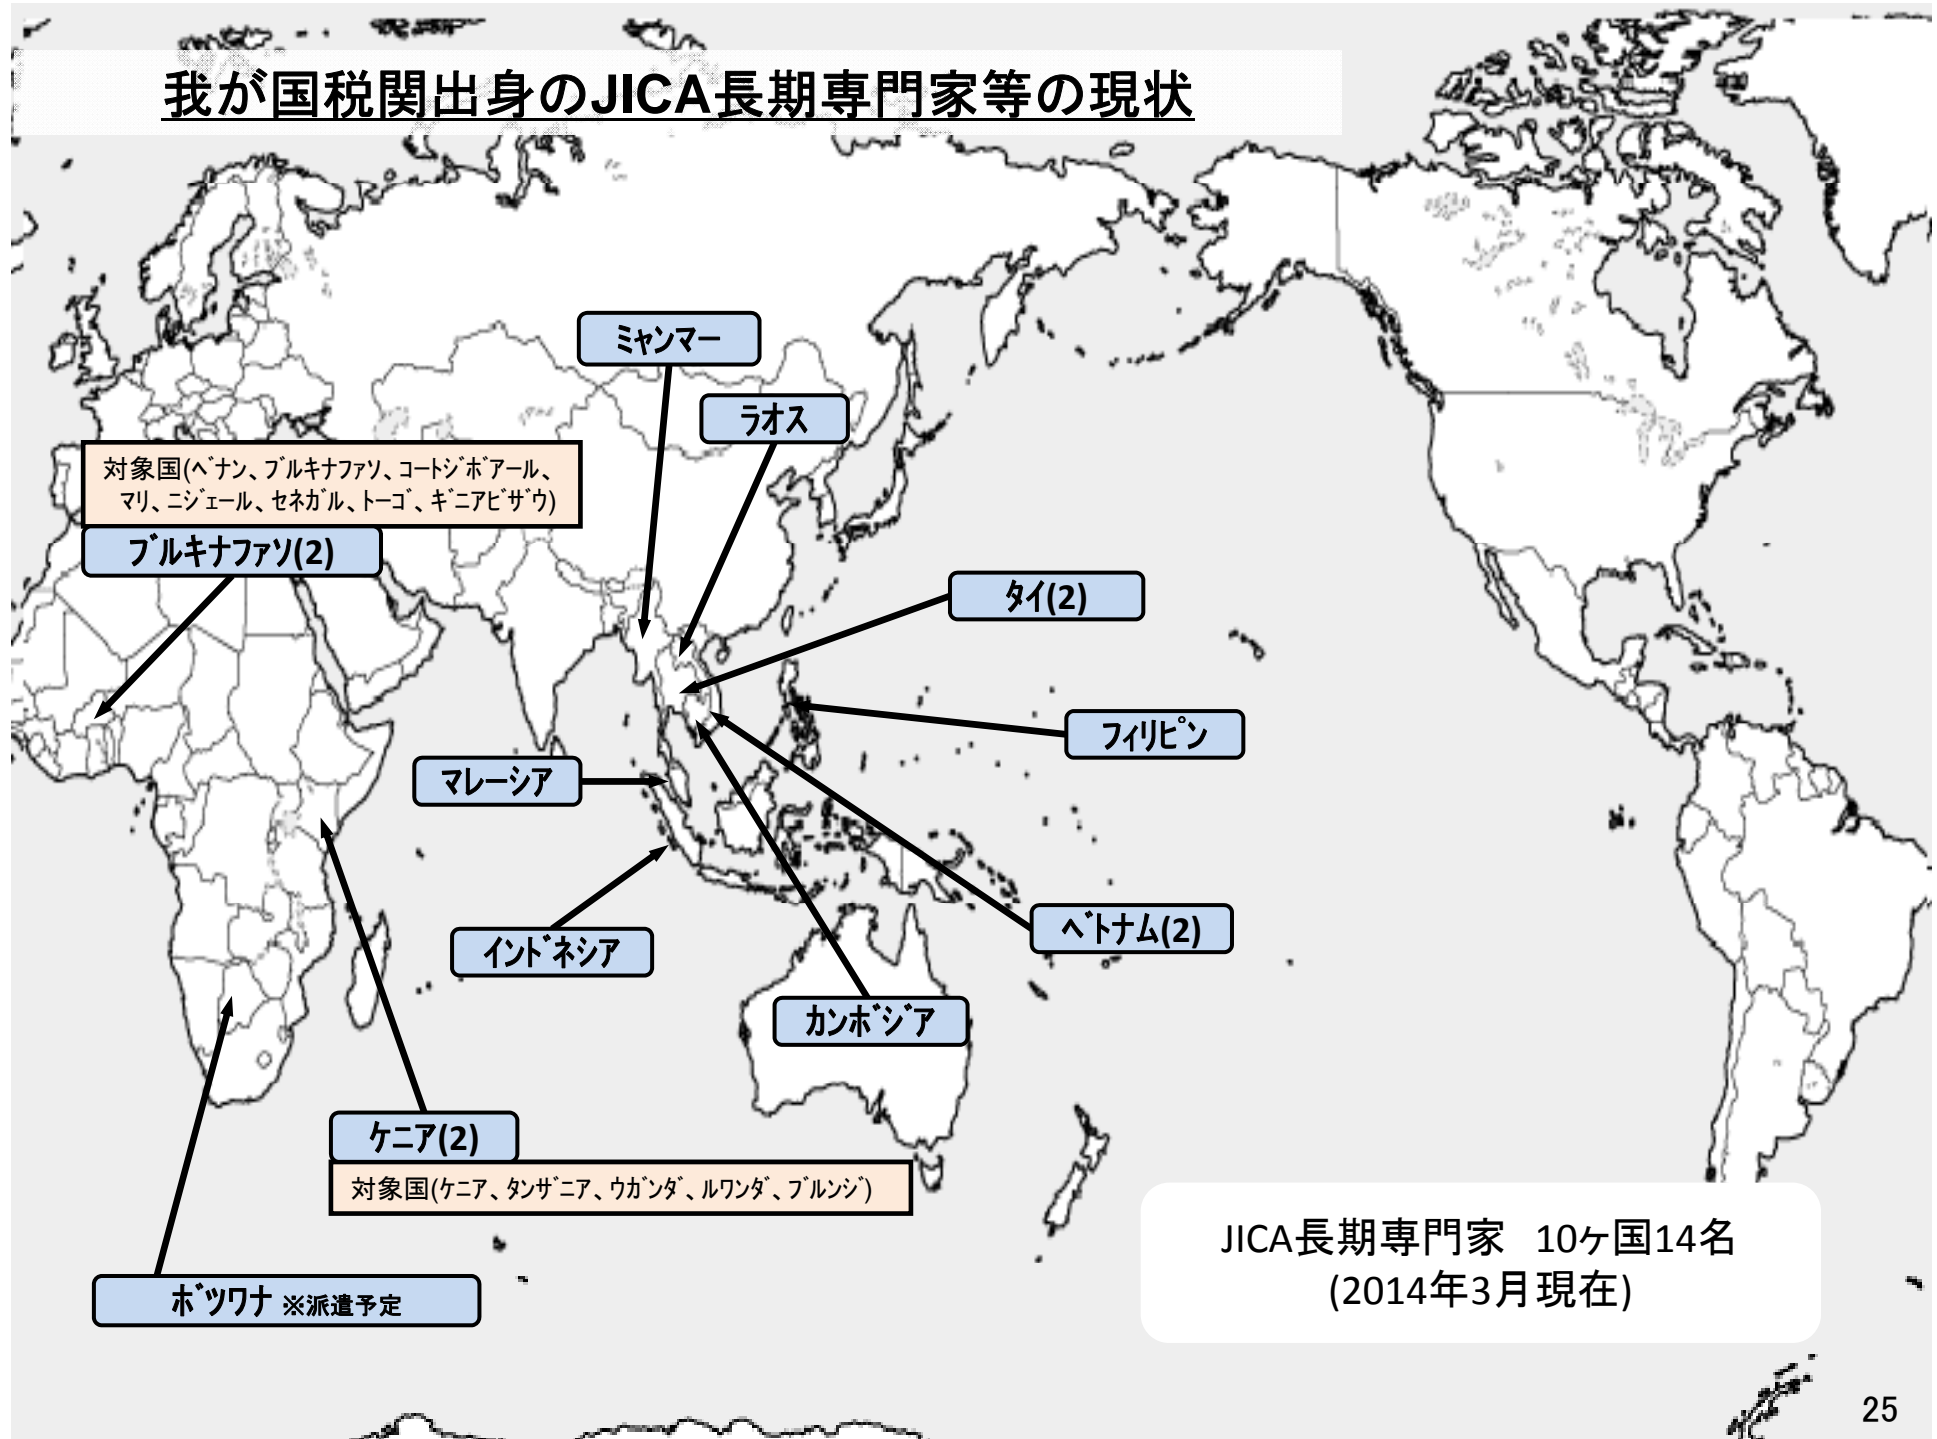 我が国税関出身のJICA長期専門家等の現状
ミャンマー
ラオス
対象国(ﾍﾞﾅﾝ、ﾌﾞﾙｷﾅﾌｧｿ、ｺｰﾄｼﾞﾎﾞｱｰﾙ、
ﾏﾘ、ﾆｼﾞｪｰﾙ、ｾﾈｶﾞﾙ、ﾄｰｺﾞ、ｷﾞﾆｱﾋﾞｻﾞｳ)
ﾌﾞﾙｷﾅﾌｧｿ(2)
ﾀｲ(2)
ﾌｨﾘﾋﾟﾝ
ﾏﾚｰｼｱ
ﾍﾞﾄﾅﾑ(2)
ｲﾝﾄﾞﾈｼｱ
ｶﾝﾎﾞｼﾞｱ
ｹﾆｱ(2)
対象国(ｹﾆｱ、ﾀﾝｻﾞﾆｱ、ｳｶﾞﾝﾀﾞ、ﾙﾜﾝﾀﾞ、ﾌﾞﾙﾝｼﾞ)
JICA長期専門家　10ヶ国14名
(2014年3月現在)
ﾎﾞﾂﾜﾅ ※派遣予定
25